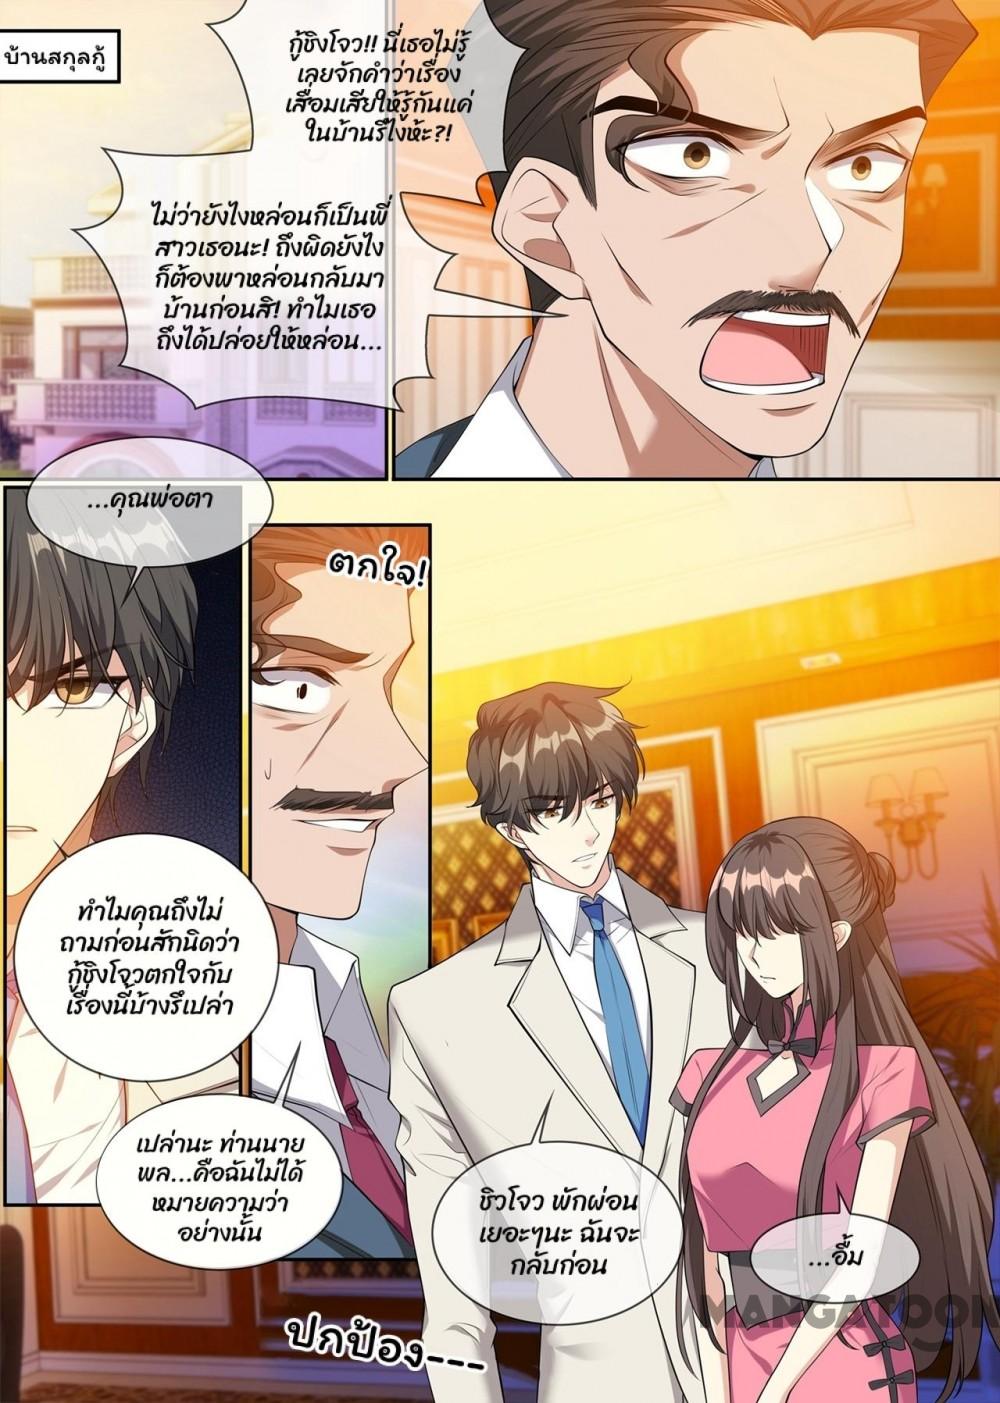 บ้านสกุลกู้
กู้ชิงโจว!! นี่เธอไม่รู้
เลยจักคำว่าเรื่อง
เสื่อมเสียให้รู้กันแค่
ในบ้านรึไงห้ะ?!
ไม่ว่ายังไงหล่อนก็เป็นพี่
สาวเธอนะ! ถึงผิดยังไง
ก็ต้องพาหล่อนกลับมา
บ้านก่อนสิ! ทำไมเธอ
ถึงได้ปล่อยให้หล่อน...
...คุณพ่อตา
ตกใจ!
ทำไมคุณถึงไม่
ถามก่อนสักนิดว่า
กู้ชิงโจวตกใจกับ
เรื่องนี้บ้างรึเปล่า
เปล่านะ ท่านนาย
พล...คือฉันไม่ได้
หมายความว่า
อย่างนั้น
ชิวโจว พักผ่อน
เยอะๆนะ ฉันจะ
กลับก่อน
...อื้ม
ปกป้อง---
MANGATOON